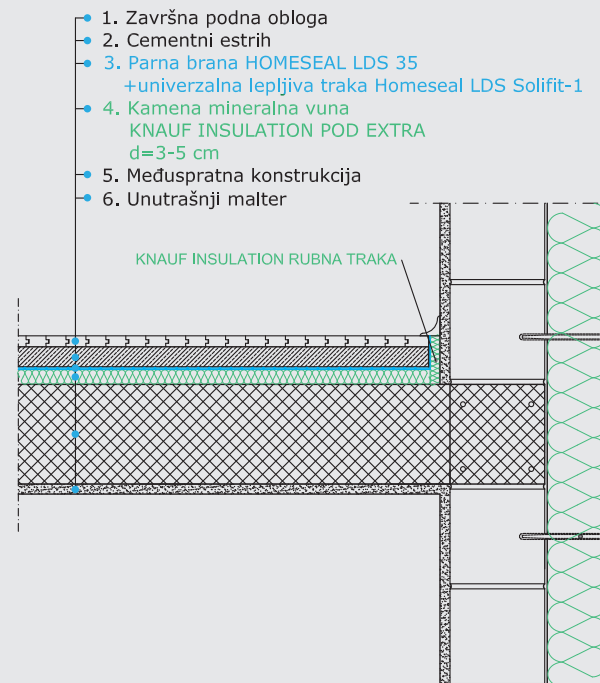 1. Završna podna obloga
2. Cementni estrih
3. Parna brana HOMESEAL LDS 35
+univerzalna lepljiva traka Homeseal LDS Solifit-1
4. Kamena mineralna vuna
KNAUF INSULATION POD EXTRA
d=3-5 cm
5. Međuspratna konstrukcija
6. Unutrašnji malter
KNAUF INSULATION RUBNA TRAKA